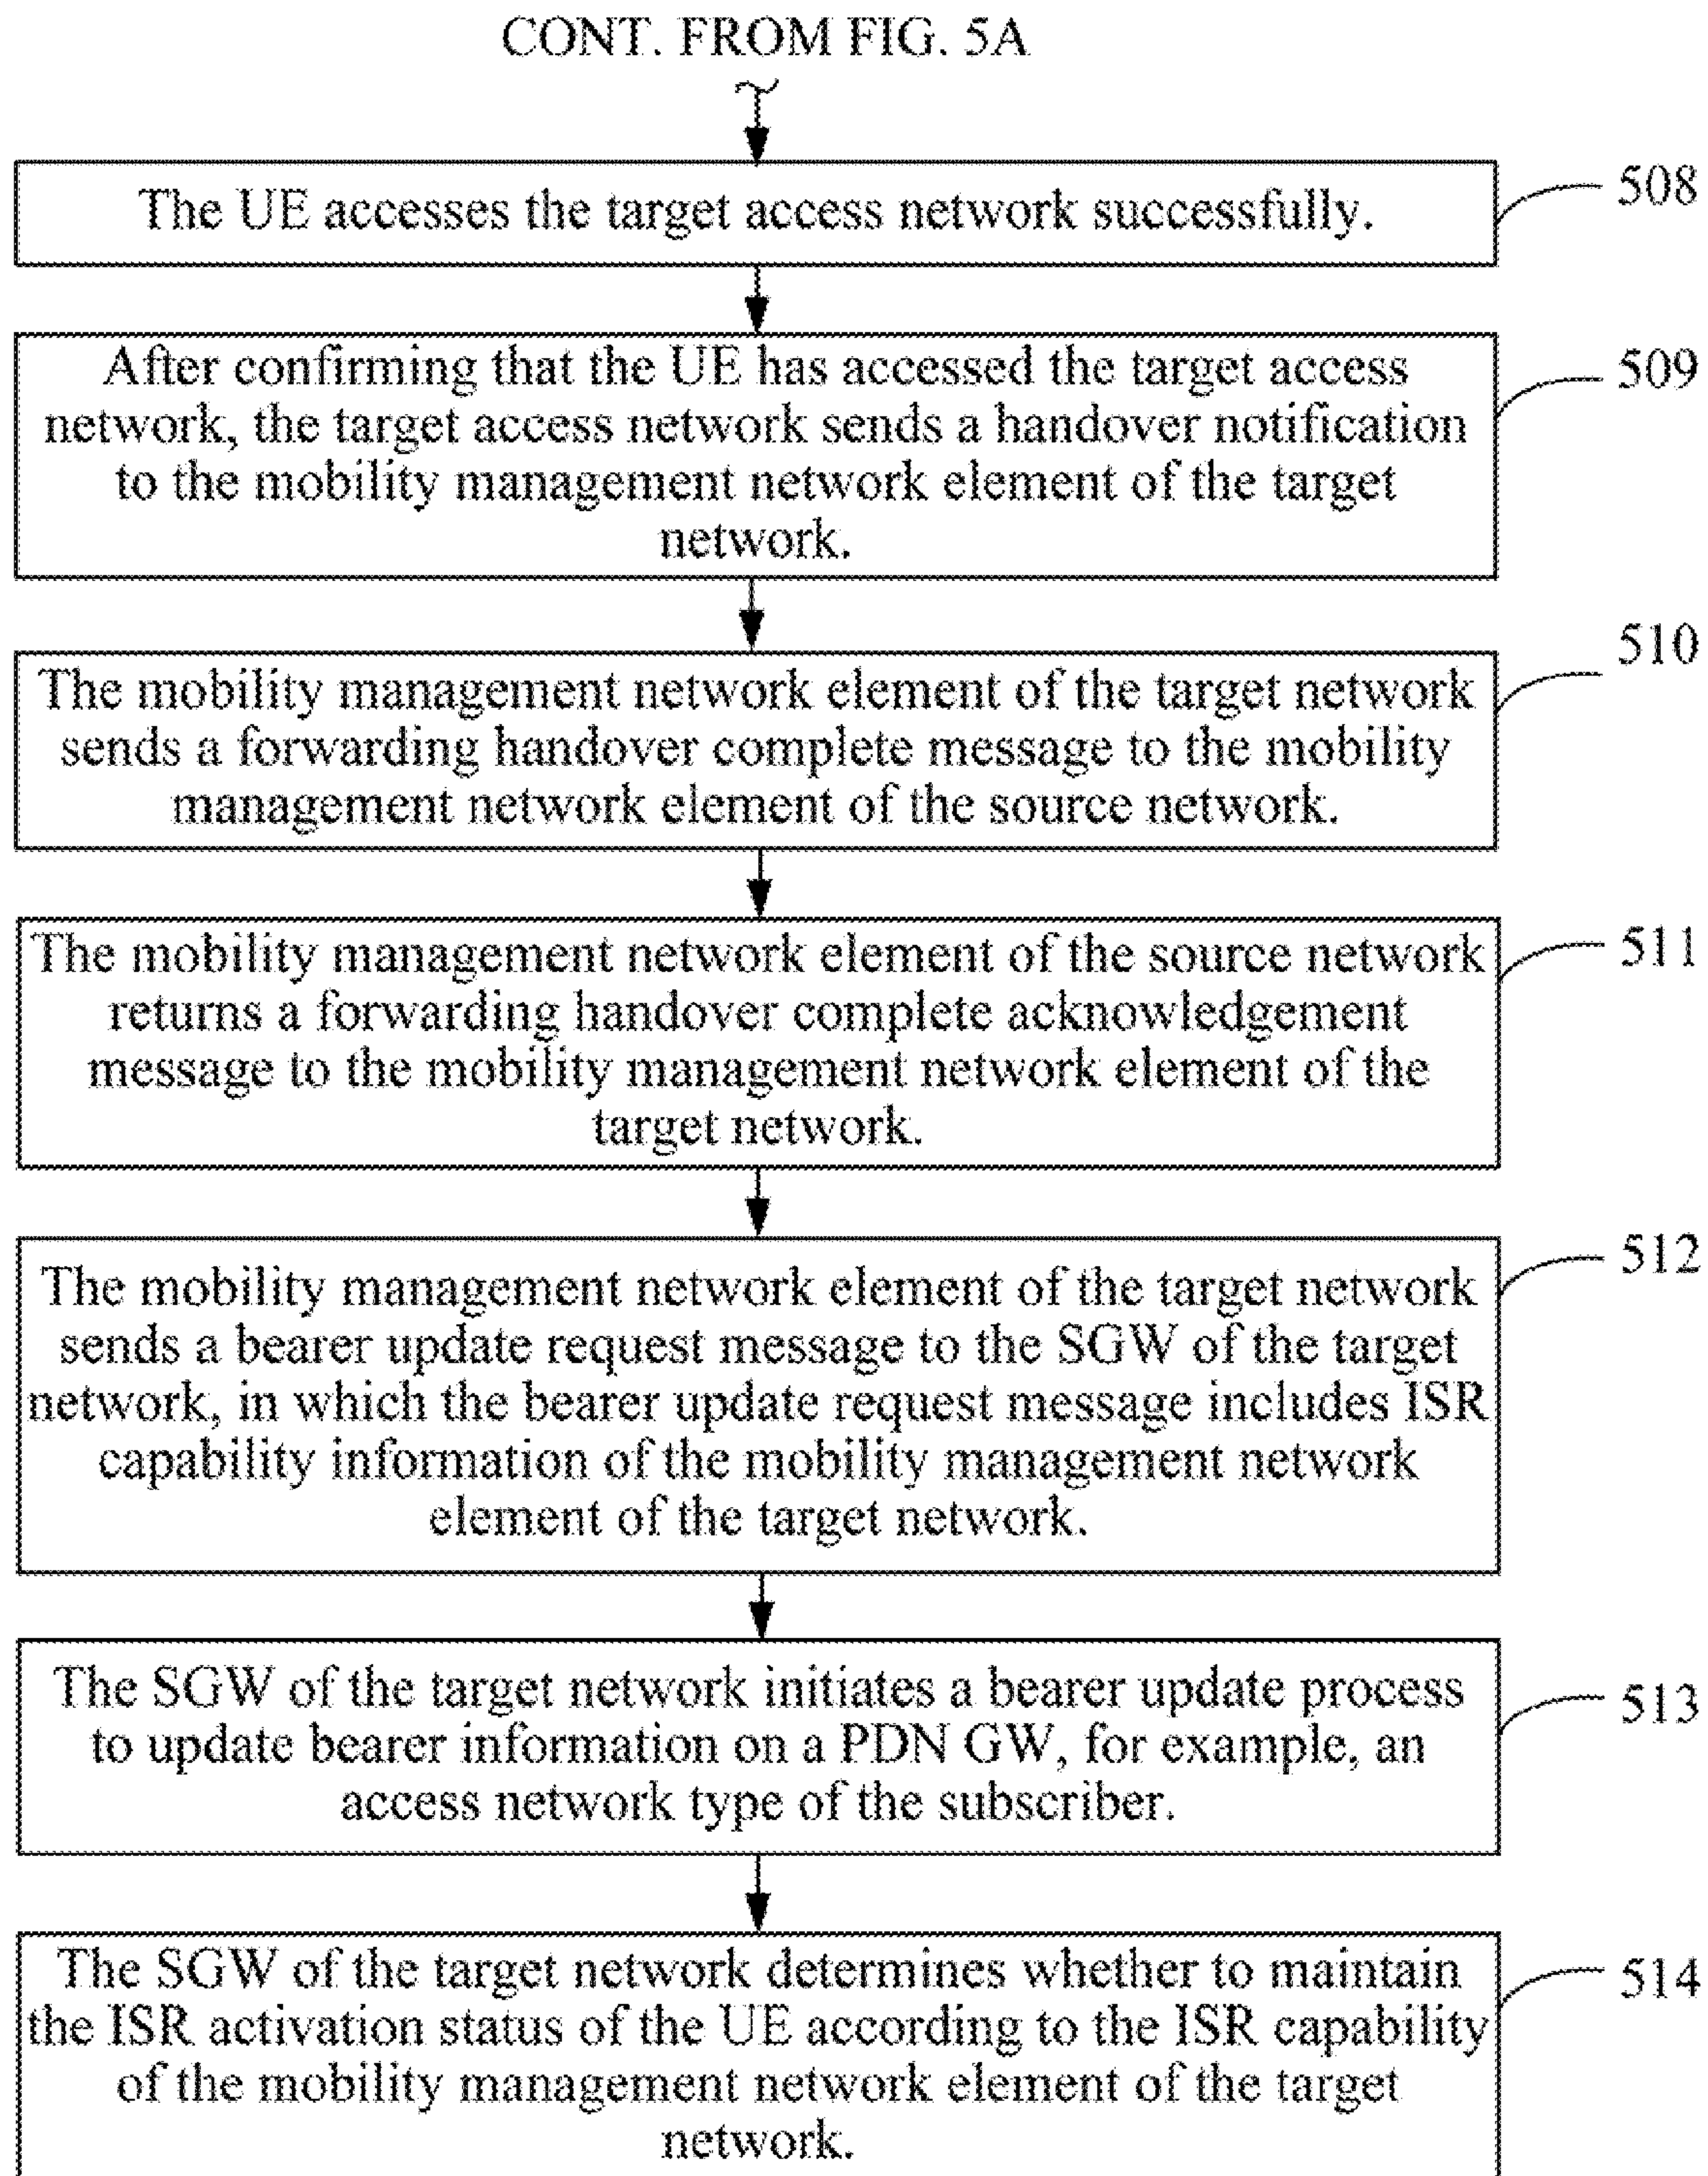 CONT. FROM FIG. 5A
The UE accesses the target access network successfully.
508
After confirming that the UE has accessed the target access
network, the target access network sends a handover notification
to the mobility management network element of the target
network.
509
The mobility management network element of the target network
sends a forwarding handover complete message to the mobility
management network element of the source network.
510
The mobility management network element of the source network
returns a forwarding handover complete acknowledgement
message to the mobility management network element of the
target network.
511
The mobility management network element of the target network
sends a bearer update request message to the SGW of the target
network, in which the bearer update request message includes ISR
capability information of the mobility management network
element of the target network.
512
The SGW of the target network initiates a bearer update process
to update bearer information on a PDN GW, for example, an
access network type of the subscriber.
513
The SGW of the target network determines whether to maintain
the ISR activation status of the UE according to the ISR capability
of the mobility management network element of the target
network.
514